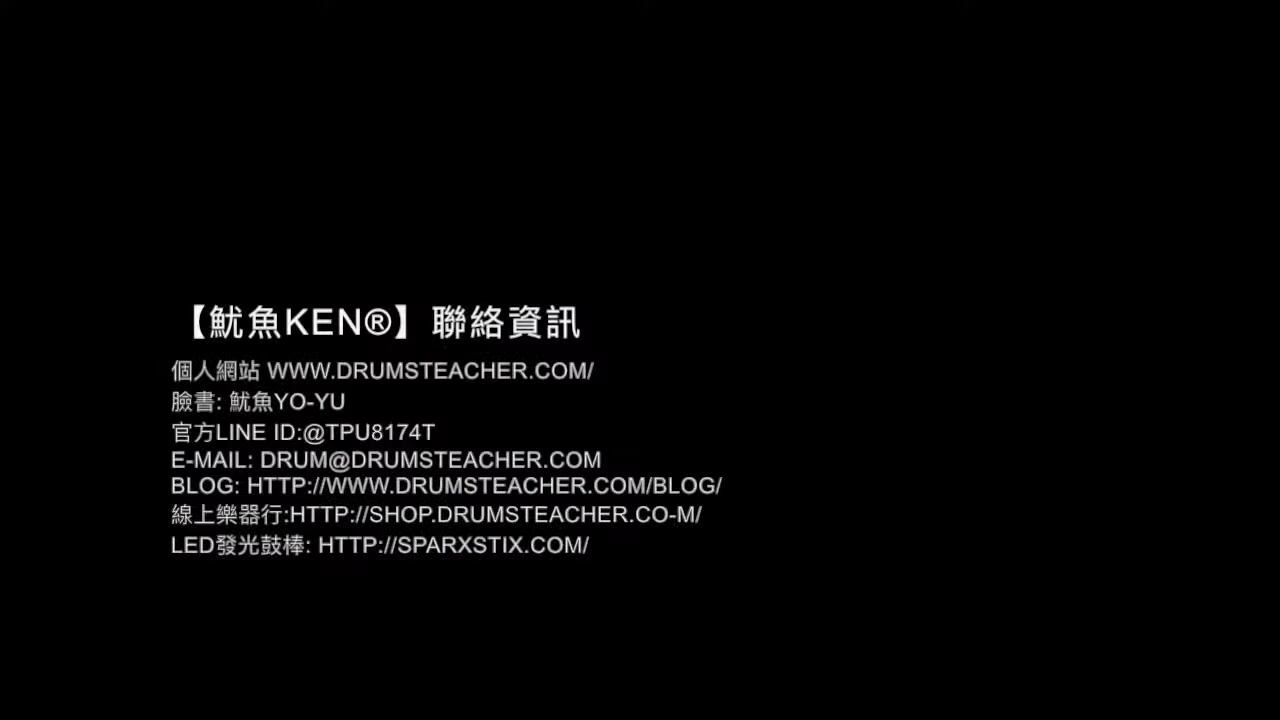 【魷魚KEN®】聯絡資訊
個人網站 WWW.DRUMSTEACHER.COM/
臉書: 魷魚YO-YU
官方LINE ID:@TPU8174T
E-MAIL: DRUM@DRUMSTEACHER.COM
BLOG: HTTP://WWW.DRUMSTEACHER.COM/BLOG/
線上樂器行:HTTP://SHOP.DRUMSTEACHER.CO-M/
LED發光鼓棒: HTTP://SPARXSTIX.COM/